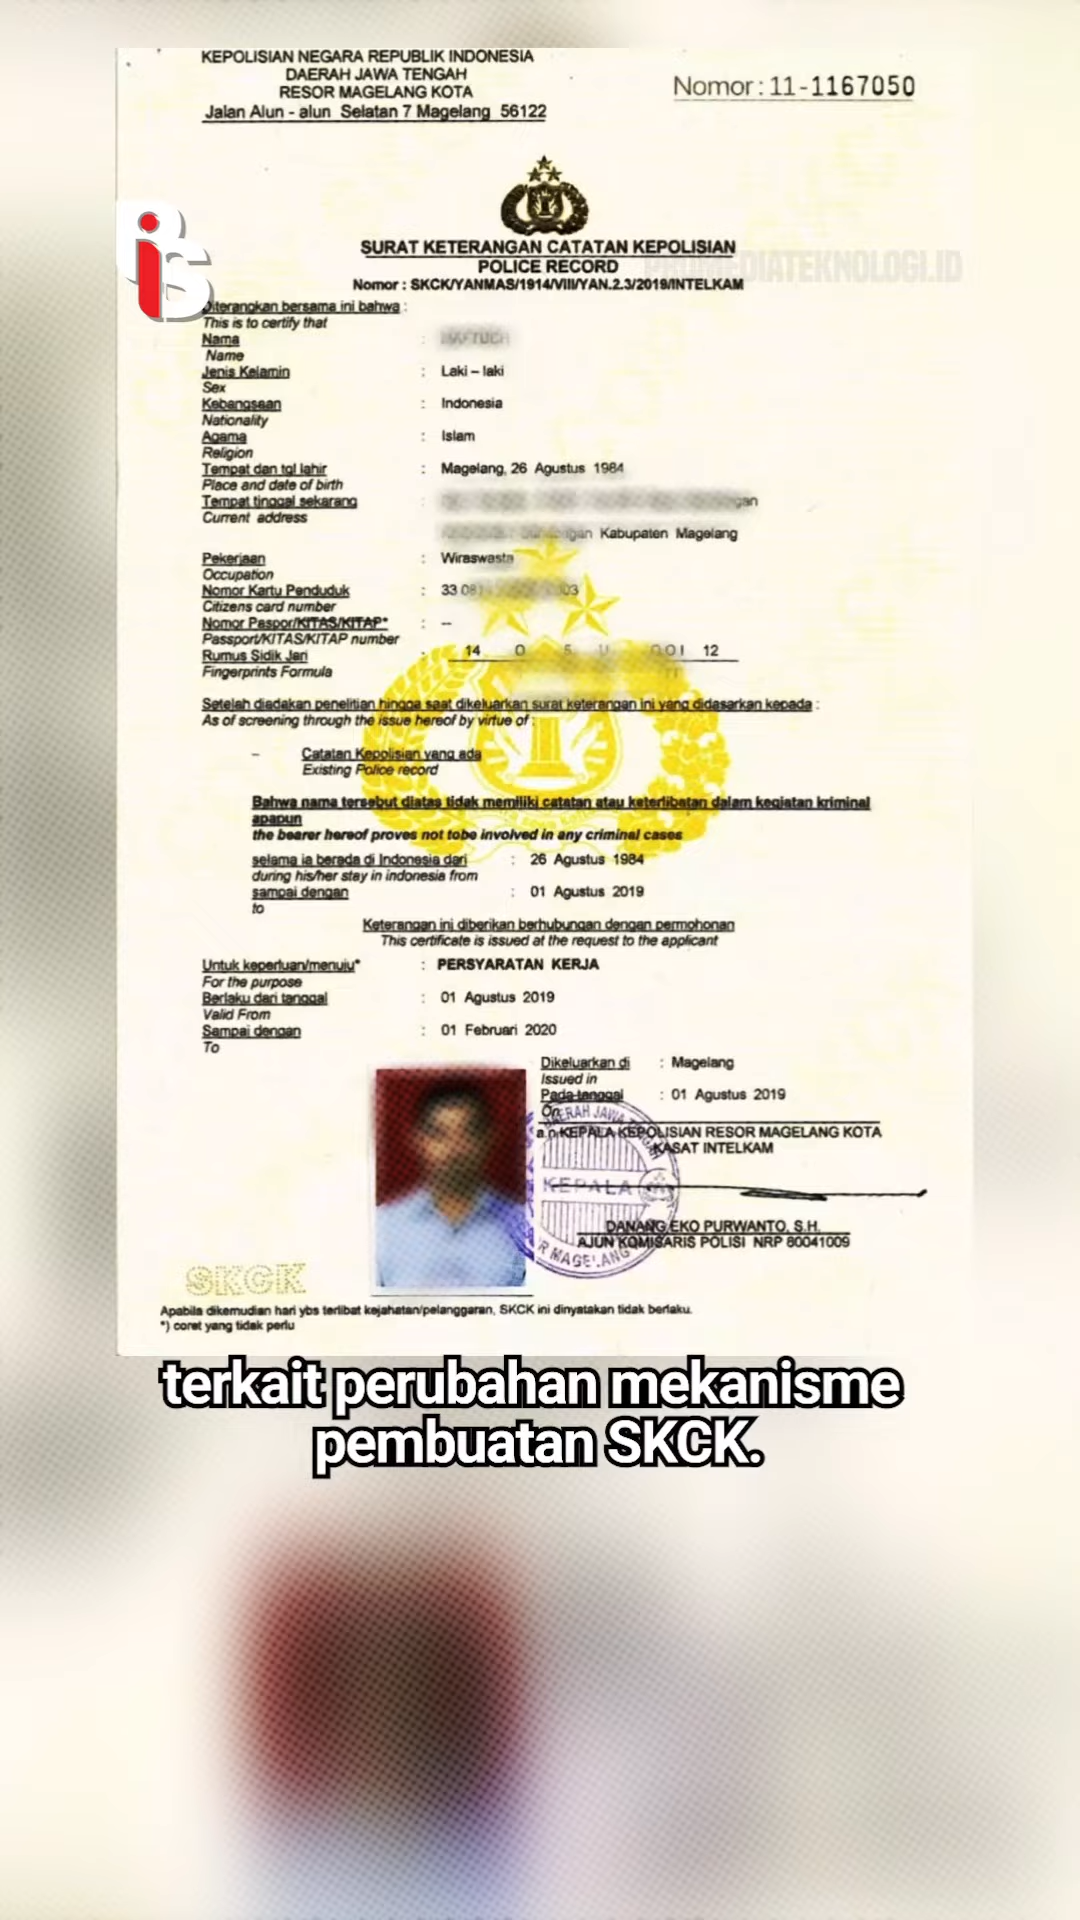 KEPOLISIAN NEGARA REPUBLIK INDONESIA
DAERAH JAWA TENGAH
RESOR MAGELANG KOTA
Jalan Alun - alun Selatan 7 Magelang 56122
Nomor : 11-1167050
SURAT KETERANGAN CATATAN KEPOLISIAN
POLICE RECORD
PROMEDIATEKNOLOGI.ID
Nomor : SKCK/YANMAS/1914/VIII/YAN.2.3/2019/INTELKAM
Diterangkan bersama ini bahwa :
This is to certify that
Nama :
Name
Jenis Kelamin : Laki – laki
Sex
Kebangsaan : Indonesia
Nationality
Agama : Islam
Religion
Tempat dan tgl lahir : Magelang, 26 Agustus 1984
Place and date of birth
Tempat tinggal sekarang :
Current address
Kabupaten Magelang
Pekerjaan : Wiraswasta
Occupation
Nomor Kartu Penduduk :
Citizens card number
Nomor Paspor/KITAS/KITAP* : --
Passport/KITAS/KITAP number
Rumus Sidik Jari : 14 12
Fingerprints Formula
Setelah diadakan penelitian hingga saat dikeluarkan surat keterangan ini yang didasarkan kepada :
As of screening through the issue hereof by virtue of :
– Catatan Kepolisian yang ada
Existing Police record
Bahwa nama tersebut diatas tidak memiliki catatan atau keterlibatan dalam kegiatan kriminal
apapun
the bearer hereof proves not tobe involved in any criminal cases
selama ia berada di Indonesia dari : 26 Agustus 1984
during his/her stay in indonesia from
sampai dengan : 01 Agustus 2019
to
Keterangan ini diberikan berhubungan dengan permohonan
This certificate is issued at the request to the applicant
Untuk keperluan/menuju* : PERSYARATAN KERJA
For the purpose
Berlaku dari tanggal : 01 Agustus 2019
Valid From
Sampai dengan : 01 Februari 2020
To
Dikeluarkan di : Magelang
Issued in
Pada tanggal : 01 Agustus 2019
On
a.n KEPALA KEPOLISIAN RESOR MAGELANG KOTA
KASAT INTELKAM
KEPALA
DANANG EKO PURWANTO, S.H.
AJUN KOMISARIS POLISI NRP 80041009
SKCK
Apabila dikemudian hari ybs terlibat kejahatan/pelanggaran, SKCK ini dinyatakan tidak berlaku.
*) coret yang tidak perlu
terkait perubahan mekanisme
pembuatan SKCK.